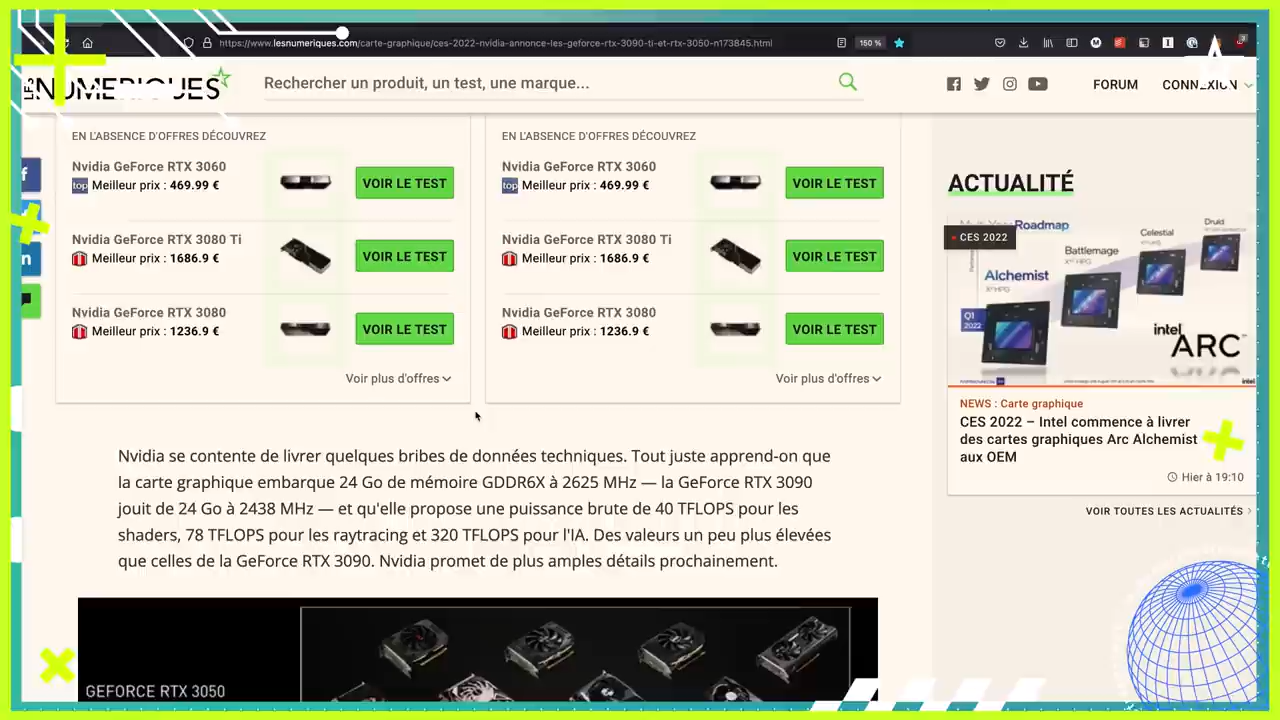 https://www.lesnumeriques.com/carte-graphique/ces-2022-nvidia-annonce-les-geforce-rtx-3090-ti-et-rtx-3050-n173845.html
150 %
LES NUMERIQUES
Rechercher un produit, un test, une marque...
FORUM
CONNEXION
EN L'ABSENCE D'OFFRES DÉCOUVREZ
Nvidia GeForce RTX 3060
top Meilleur prix : 469.99 €
VOIR LE TEST
Nvidia GeForce RTX 3080 Ti
Meilleur prix : 1686.9 €
VOIR LE TEST
Nvidia GeForce RTX 3080
Meilleur prix : 1236.9 €
VOIR LE TEST
Voir plus d'offres
EN L'ABSENCE D'OFFRES DÉCOUVREZ
Nvidia GeForce RTX 3060
top Meilleur prix : 469.99 €
VOIR LE TEST
Nvidia GeForce RTX 3080 Ti
Meilleur prix : 1686.9 €
VOIR LE TEST
Nvidia GeForce RTX 3080
Meilleur prix : 1236.9 €
VOIR LE TEST
Voir plus d'offres
Nvidia se contente de livrer quelques bribes de données techniques. Tout juste apprend-on que
la carte graphique embarque 24 Go de mémoire GDDR6X à 2625 MHz — la GeForce RTX 3090
jouit de 24 Go à 2438 MHz — et qu'elle propose une puissance brute de 40 TFLOPS pour les
shaders, 78 TFLOPS pour les raytracing et 320 TFLOPS pour l'IA. Des valeurs un peu plus élevées
que celles de la GeForce RTX 3090. Nvidia promet de plus amples détails prochainement.
GEFORCE RTX 3050
ACTUALITÉ
Multi-Year Roadmap
CES 2022
Druid
Celestial
Battlemage
Alchemist
Q1
2022
intel
ARC
NEWS : Carte graphique
CES 2022 – Intel commence à livrer
des cartes graphiques Arc Alchemist
aux OEM
Hier à 19:10
VOIR TOUTES LES ACTUALITÉS